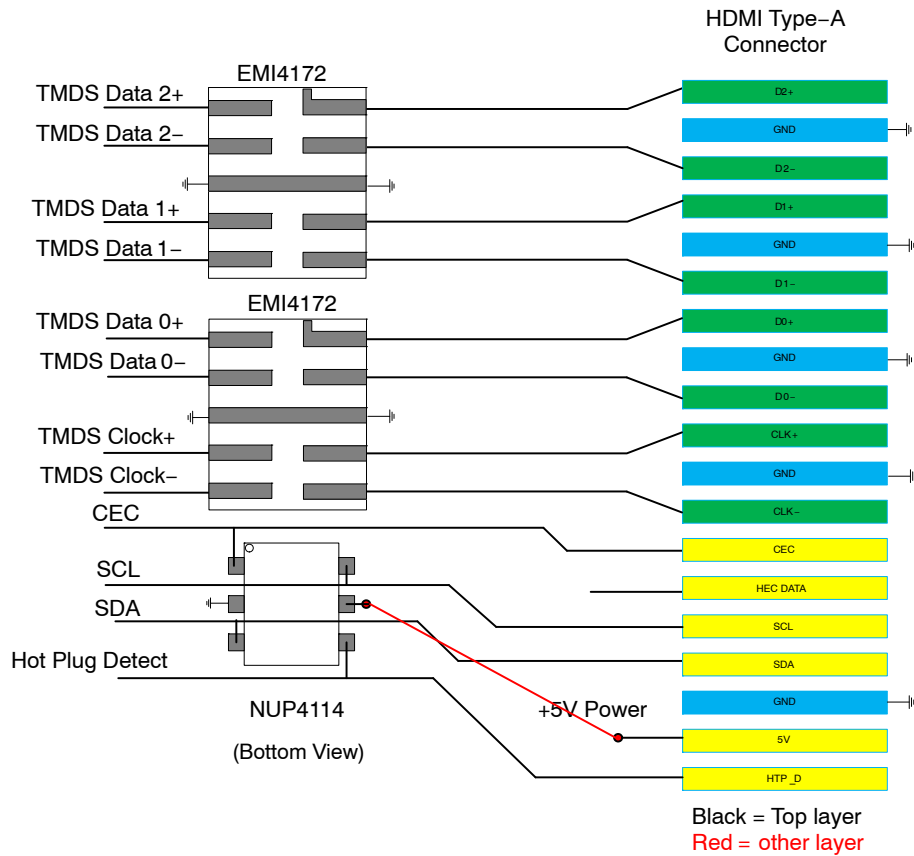 HDMI Type−A
Connector
EMI4172
TMDS Data 2+
TMDS Data 2−
TMDS Data 1+
TMDS Data 1−
EMI4172
TMDS Data 0+
TMDS Data 0−
TMDS Clock+
TMDS Clock−
CEC
SCL
SDA
Hot Plug Detect
NUP4114
(Bottom View)
+5V Power
D2+
GND
D2−
D1+
GND
D1−
D0+
GND
D0−
CLK+
GND
CLK−
CEC
HEC DATA
SCL
SDA
GND
5V
HTP_D
Black = Top layer
Red = other layer